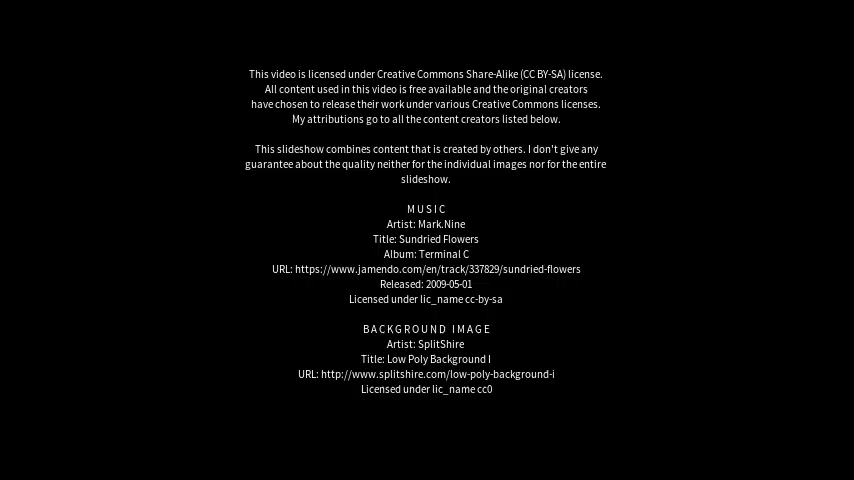 This video is licensed under Creative Commons Share-Alike (CC BY-SA) license.
All content used in this video is free available and the original creators
have chosen to release their work under various Creative Commons licenses.
My attributions go to all the content creators listed below.
This slideshow combines content that is created by others. I don't give any
guarantee about the quality neither for the individual images nor for the entire
slideshow.
MUSIC
Artist: Mark.Nine
Title: Sundried Flowers
Album: Terminal C
URL: https://www.jamendo.com/en/track/337829/sundried-flowers
Released: 2009-05-01
Licensed under lic_name cc-by-sa
BACKGROUND IMAGE
Artist: SplitShire
Title: Low Poly Background I
URL: http://www.splitshire.com/low-poly-background-i
Licensed under lic_name cc0